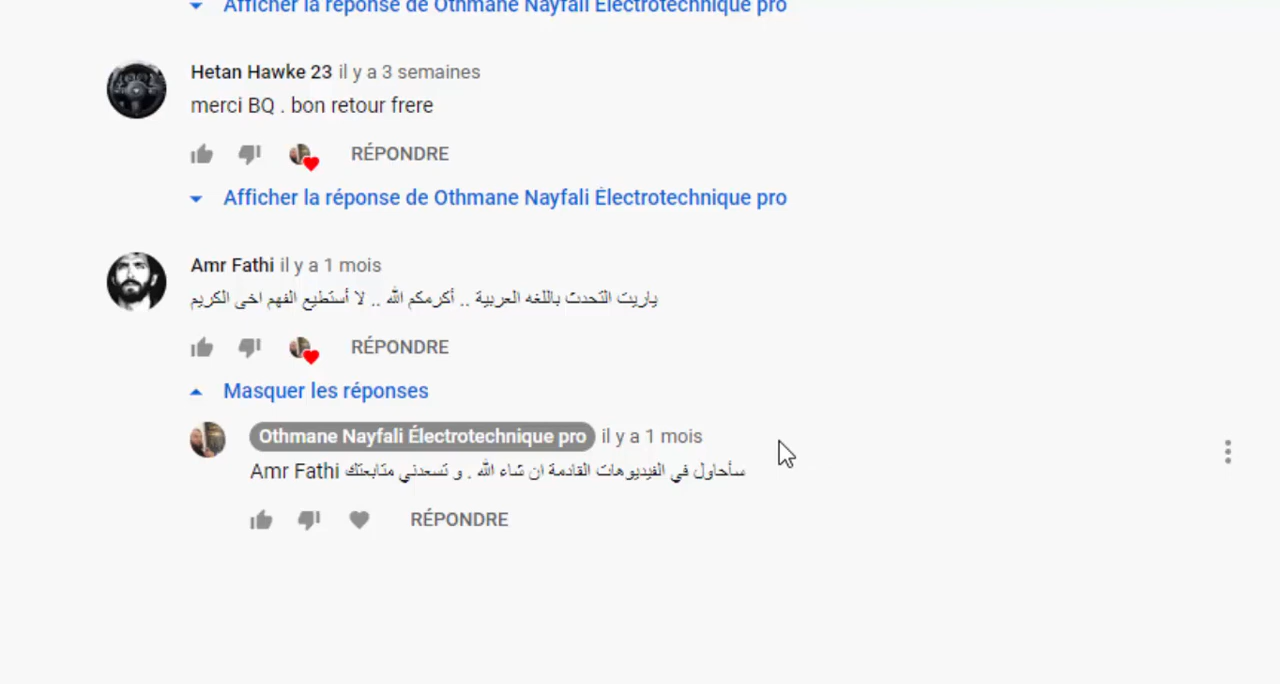 Afficher la réponse de Othmane Nayfali Électrotechnique pro
Hetan Hawke 23 il y a 3 semaines
merci BQ . bon retour frere
RÉPONDRE
Afficher la réponse de Othmane Nayfali Électrotechnique pro
Amr Fathi il y a 1 mois
ياريت التحدث باللغه العربية .. أكرمكم الله .. لا أستطيع الفهم اخى الكريم
RÉPONDRE
Masquer les réponses
Othmane Nayfali Électrotechnique pro il y a 1 mois
Amr Fathi سأحاول في الفيديوهات القادمة ان شاء الله . و تسعدني متابعتك
RÉPONDRE